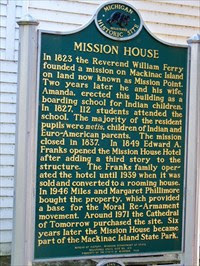 MICHIGAN
HISTORIC SITE
MISSION HOUSE
In 1823 the Reverend William Ferry
founded a mission on Mackinac Island
on land now known as Mission Point.
Two years later he and his wife,
Amanda, erected this building as a
boarding school for Indian children.
In 1827, 112 students attended the
school. The majority of the resident
pupils were metis, children of Indian and
Euro-American parents. The mission
closed in 1837. In 1849 Edward A.
Franks opened the Mission House Hotel
after adding a third story to the
structure. The Franks family oper-
ated the hotel until 1939 when it was
sold and converted to a rooming house.
In 1946 Miles and Margaret Phillimore
bought the property, which provided
a base for the Moral Re-Armament
movement. Around 1971 the Cathedral
of Tomorrow purchased the site. Six
years later the Mission House became
part of the Mackinac Island State Park.